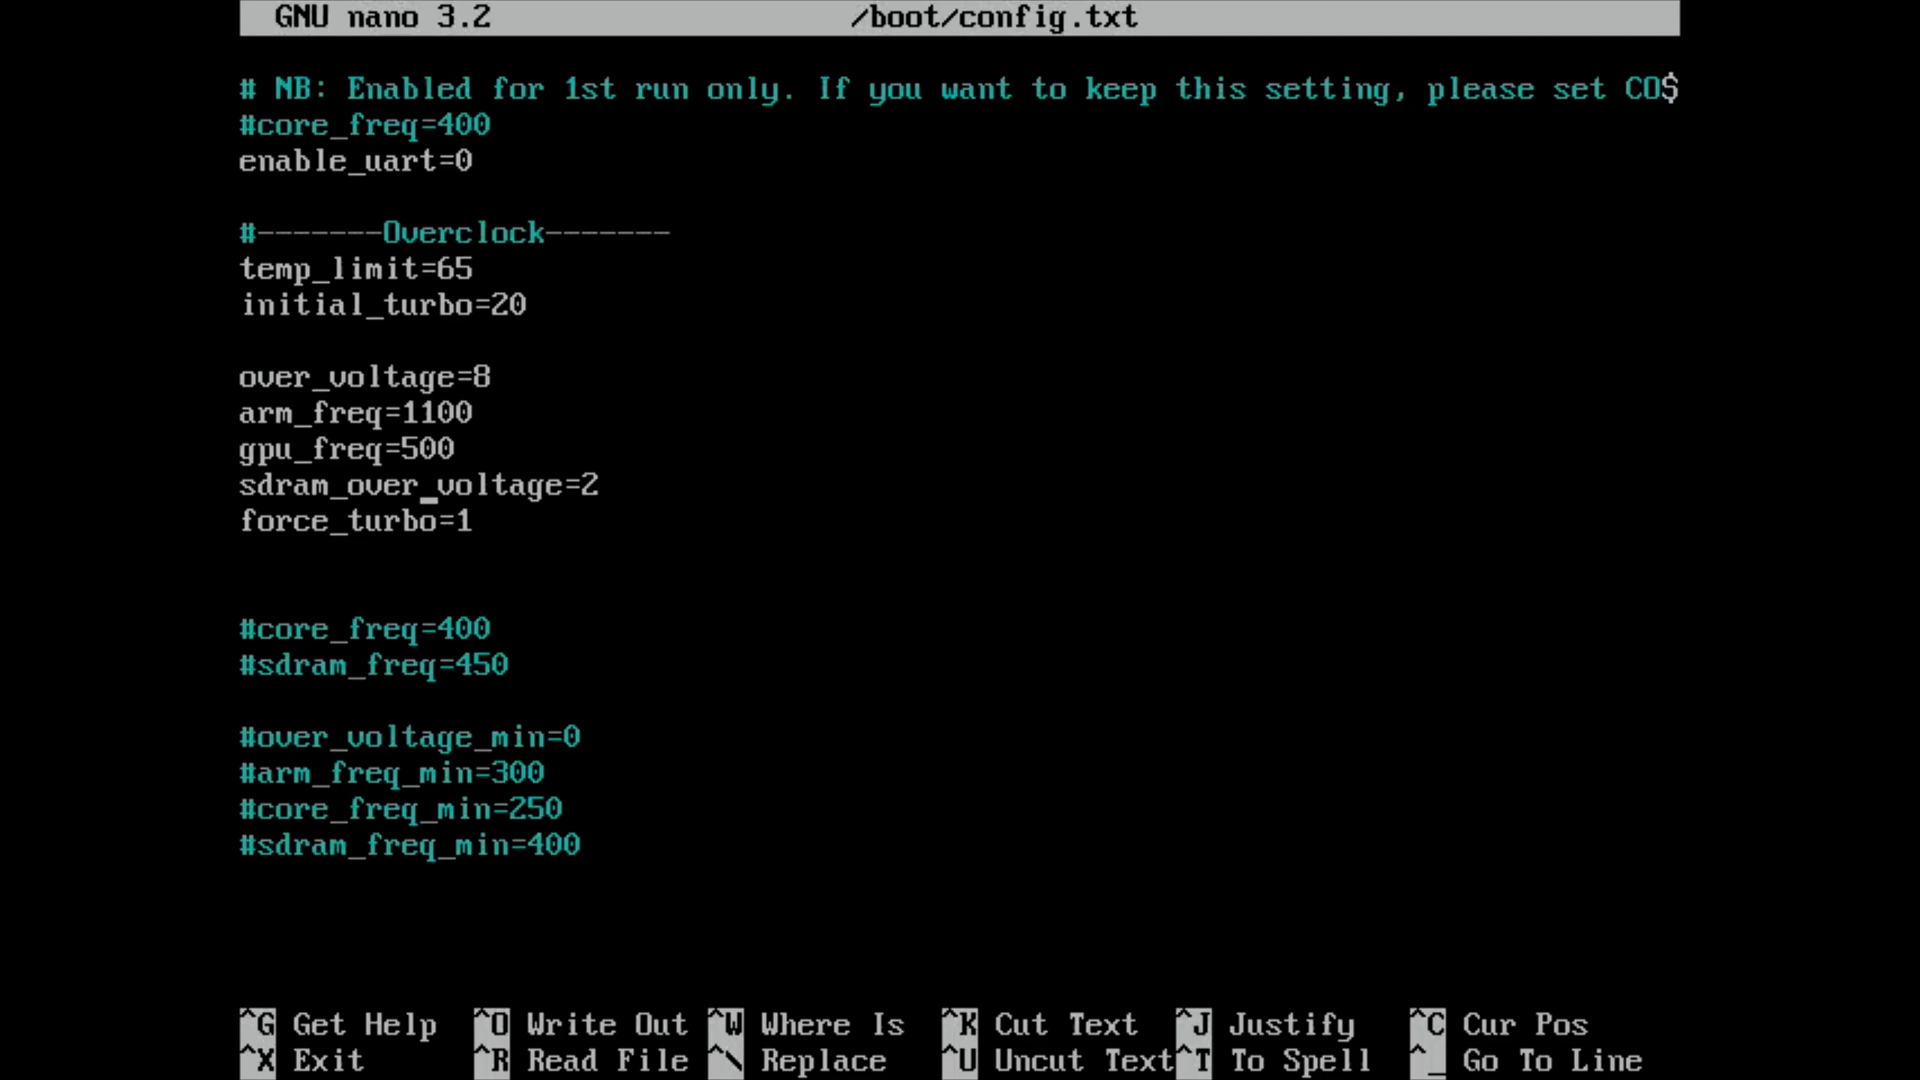 GNU nano 3.2 /boot/config.txt
# NB: Enabled for 1st run only. If you want to keep this setting, please set CO$
#core_freq=400
enable_uart=0
#-------Overclock-------
temp_limit=65
initial_turbo=20
over_voltage=8
arm_freq=1100
gpu_freq=500
sdram_over_voltage=2
force_turbo=1
#core_freq=400
#sdram_freq=450
#over_voltage_min=0
#arm_freq_min=300
#core_freq_min=250
#sdram_freq_min=400
^G Get Help ^O Write Out ^W Where Is ^K Cut Text ^J Justify ^C Cur Pos
^X Exit ^R Read File ^\ Replace ^U Uncut Text ^T To Spell ^_ Go To Line